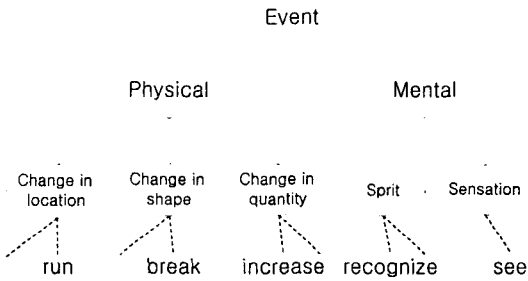 Event
Physical Mental
Change in location Change in shape Change in quantity Sprit Sensation
run break increase recognize see